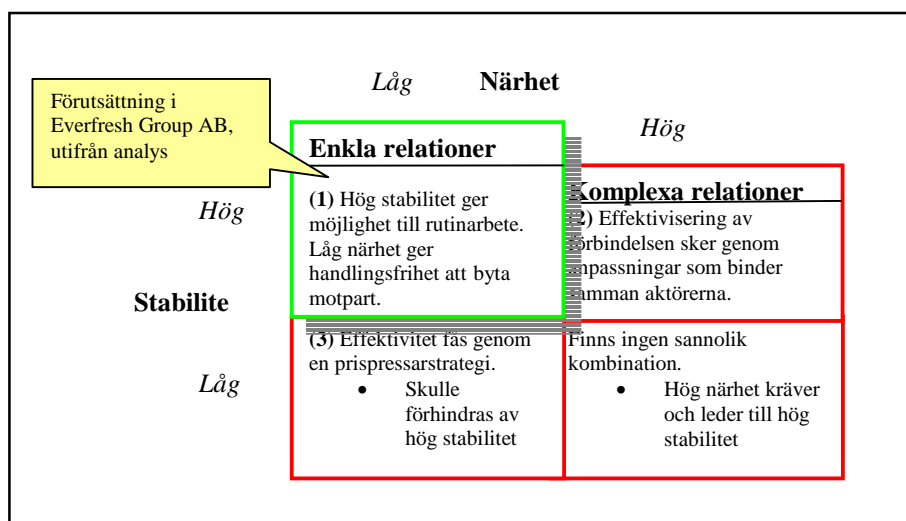 Låg Närhet
Hög
Förutsättning i
Everfresh Group AB,
utifrån analys
Hög
Stabilite
Låg
Enkla relationer
(1) Hög stabilitet ger
möjlighet till rutinarbete.
Låg närhet ger
handlingsfrihet att byta
motpart.
Komplexa relationer
(2) Effektivisering av
förbindelsen sker genom
anpassningar som binder
samman aktörerna.
(3) Effektivitet fås genom
en prispressarstrategi.
• Skulle
förhindras av
hög stabilitet
Finns ingen sannolik
kombination.
• Hög närhet kräver
och leder till hög
stabilitet